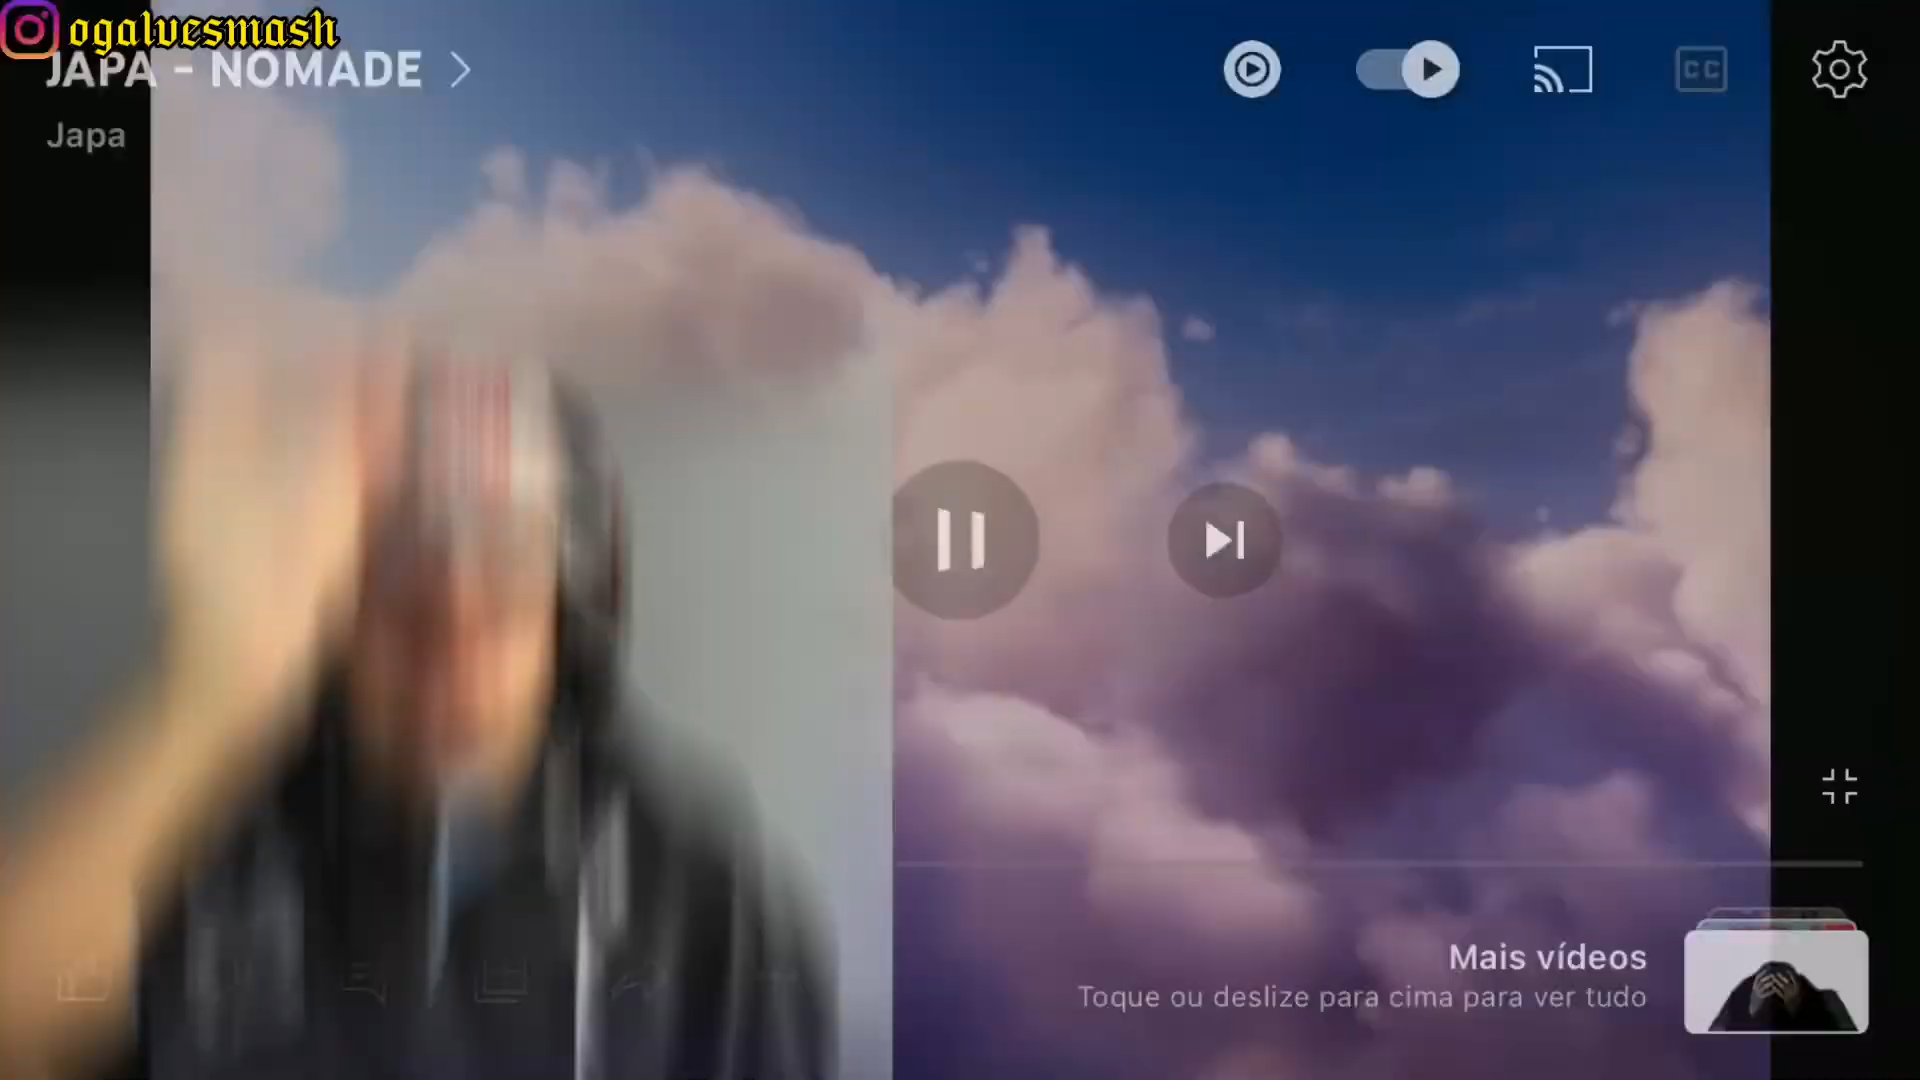 ogalvesmash
JAPA - NOMADE
Japa
CC
Mais vídeos
Toque ou deslize para cima para ver tudo